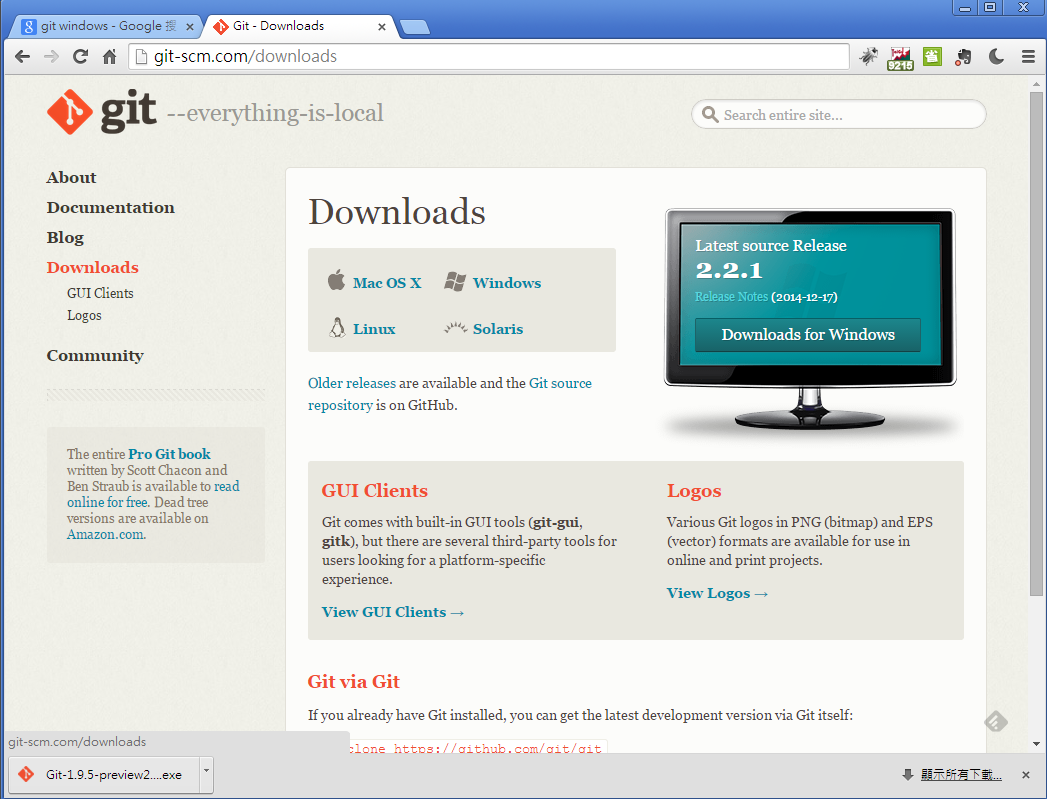 git windows - Google 搜
Git - Downloads
git-scm.com/downloads
9215
省
git --everything-is-local
Search entire site...
About
Documentation
Blog
Downloads
GUI Clients
Logos
Community
The entire Pro Git book
written by Scott Chacon and
Ben Straub is available to read
online for free. Dead tree
versions are available on
Amazon.com.
Downloads
Mac OS X
Windows
Linux
Solaris
Older releases are available and the Git source
repository is on GitHub.
Latest source Release
2.2.1
Release Notes (2014-12-17)
Downloads for Windows
GUI Clients
Git comes with built-in GUI tools (git-gui,
gitk), but there are several third-party tools for
users looking for a platform-specific
experience.
View GUI Clients →
Logos
Various Git logos in PNG (bitmap) and EPS
(vector) formats are available for use in
online and print projects.
View Logos →
Git via Git
If you already have Git installed, you can get the latest development version via Git itself:
clone https://github.com/git/git
git-scm.com/downloads
Git-1.9.5-preview2....exe
顯示所有下載...